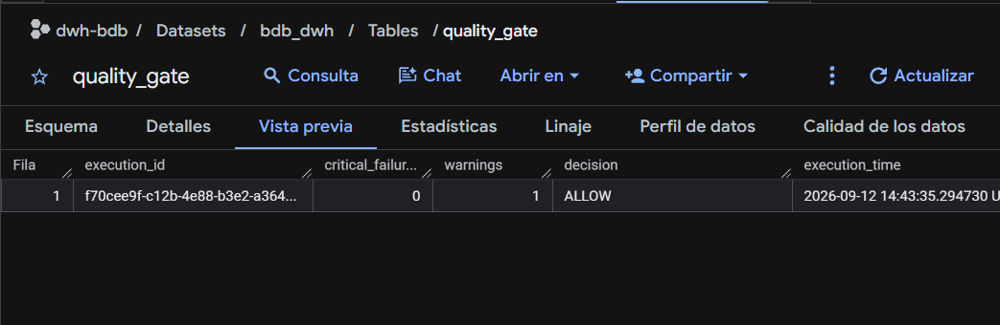 dwh-bdb / Datasets / bdb_dwh / Tables / quality_gate
quality_gate Consulta Chat Abrir en Compartir Actualizar
Esquema Detalles Vista previa Estadísticas Linaje Perfil de datos Calidad de los datos
Fila execution_id critical_failur... warnings decision execution_time
1 f70cee9f-c12b-4e88-b3e2-a364... 0 1 ALLOW 2026-09-12 14:43:35.294730 U